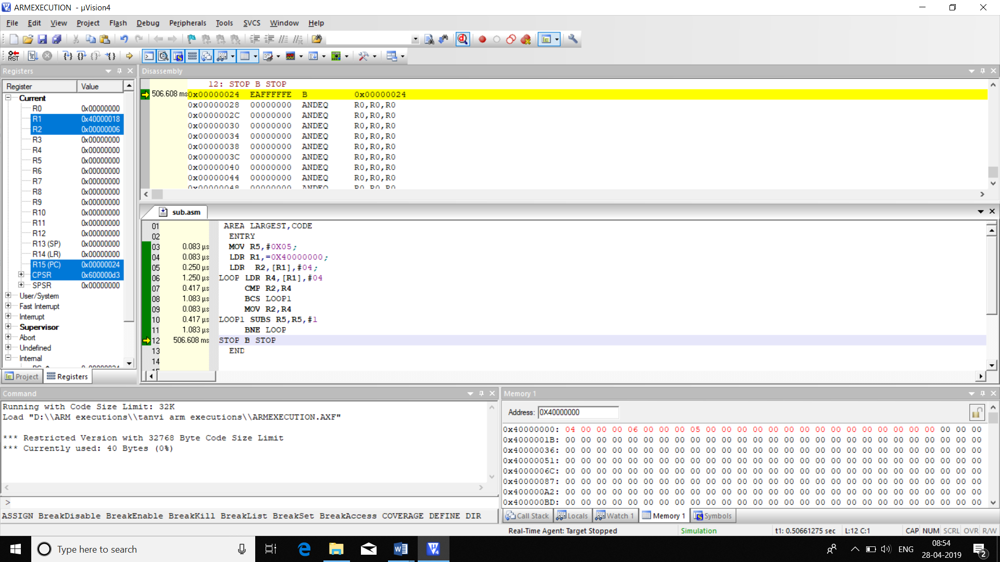 ARMEXECUTION - µVision4
File Edit View Project Flash Debug Peripherals Tools SVCS Window Help
Registers
Register Value
Current
R0 0x00000000
R1 0x40000018
R2 0x00000006
R3 0x00000000
R4 0x00000000
R5 0x00000000
R6 0x00000000
R7 0x00000000
R8 0x00000000
R9 0x00000000
R10 0x00000000
R11 0x00000000
R12 0x00000000
R13 (SP) 0x00000000
R14 (LR) 0x00000000
R15 (PC) 0x00000024
CPSR 0x600000d3
SPSR 0x00000000
User/System
Fast Interrupt
Interrupt
Supervisor
Abort
Undefined
Internal
Project Registers
Disassembly
12: STOP B STOP
506.608 ms 0x00000024 EAFFFFFE B 0x00000024
0x00000028 00000000 ANDEQ R0,R0,R0
0x0000002C 00000000 ANDEQ R0,R0,R0
0x00000030 00000000 ANDEQ R0,R0,R0
0x00000034 00000000 ANDEQ R0,R0,R0
0x00000038 00000000 ANDEQ R0,R0,R0
0x0000003C 00000000 ANDEQ R0,R0,R0
0x00000040 00000000 ANDEQ R0,R0,R0
0x00000044 00000000 ANDEQ R0,R0,R0
0x00000048 00000000 ANDEQ R0,R0,R0
sub.asm
01 AREA LARGEST,CODE
02 ENTRY
03 0.083 µs MOV R5,#0X05;
04 0.083 µs LDR R1,=0X40000000;
05 0.250 µs LDR R2,[R1],#04;
06 1.250 µs LOOP LDR R4,[R1],#04
07 0.417 µs CMP R2,R4
08 1.083 µs BCS LOOP1
09 0.083 µs MOV R2,R4
10 0.417 µs LOOP1 SUBS R5,R5,#1
11 1.083 µs BNE LOOP
12 506.608 ms STOP B STOP
13 END
14
Command
Running with Code Size Limit: 32K
Load "D:\\ARM executions\\tanvi arm executions\\ARMEXECUTION.AXF"
*** Restricted Version with 32768 Byte Code Size Limit
*** Currently used: 40 Bytes (0%)
>
ASSIGN BreakDisable BreakEnable BreakKill BreakList BreakSet BreakAccess COVERAGE DEFINE DIR
Memory 1
Address: 0X40000000
0x40000000: 04 00 00 00 06 00 00 00 05 00 00 00 00 00 00 00 00 00 00 00 00 00 00 00 00 00 00
0x4000001B: 00 00 00 00 00 00 00 00 00 00 00 00 00 00 00 00 00 00 00 00 00 00 00 00 00 00 00
0x40000036: 00 00 00 00 00 00 00 00 00 00 00 00 00 00 00 00 00 00 00 00 00 00 00 00 00 00 00
0x40000051: 00 00 00 00 00 00 00 00 00 00 00 00 00 00 00 00 00 00 00 00 00 00 00 00 00 00 00
0x4000006C: 00 00 00 00 00 00 00 00 00 00 00 00 00 00 00 00 00 00 00 00 00 00 00 00 00 00 00
0x40000087: 00 00 00 00 00 00 00 00 00 00 00 00 00 00 00 00 00 00 00 00 00 00 00 00 00 00 00
0x400000A2: 00 00 00 00 00 00 00 00 00 00 00 00 00 00 00 00 00 00 00 00 00 00 00 00 00 00 00
0x400000BD: 00 00 00 00 00 00 00 00 00 00 00 00 00 00 00 00 00 00 00 00 00 00 00 00 00 00 00
Call Stack Locals Watch 1 Memory 1 Symbols
Real-Time Agent: Target Stopped Simulation t1: 0.50661275 sec L:12 C:1 CAP NUM SCRL OVR R/W
Type here to search
ENG
08:54
28-04-2019
2